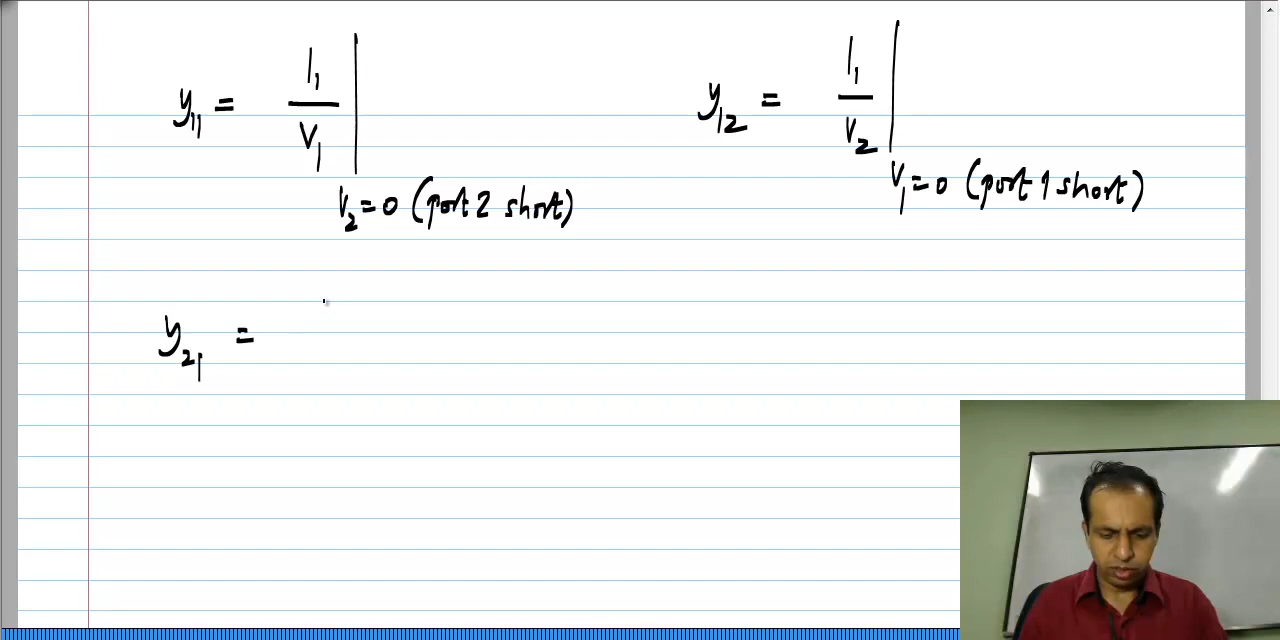 y11 = I1/V1 | V2=0 (port 2 short)
y12 = I1/V2 | V1=0 (port 1 short)
y21 =